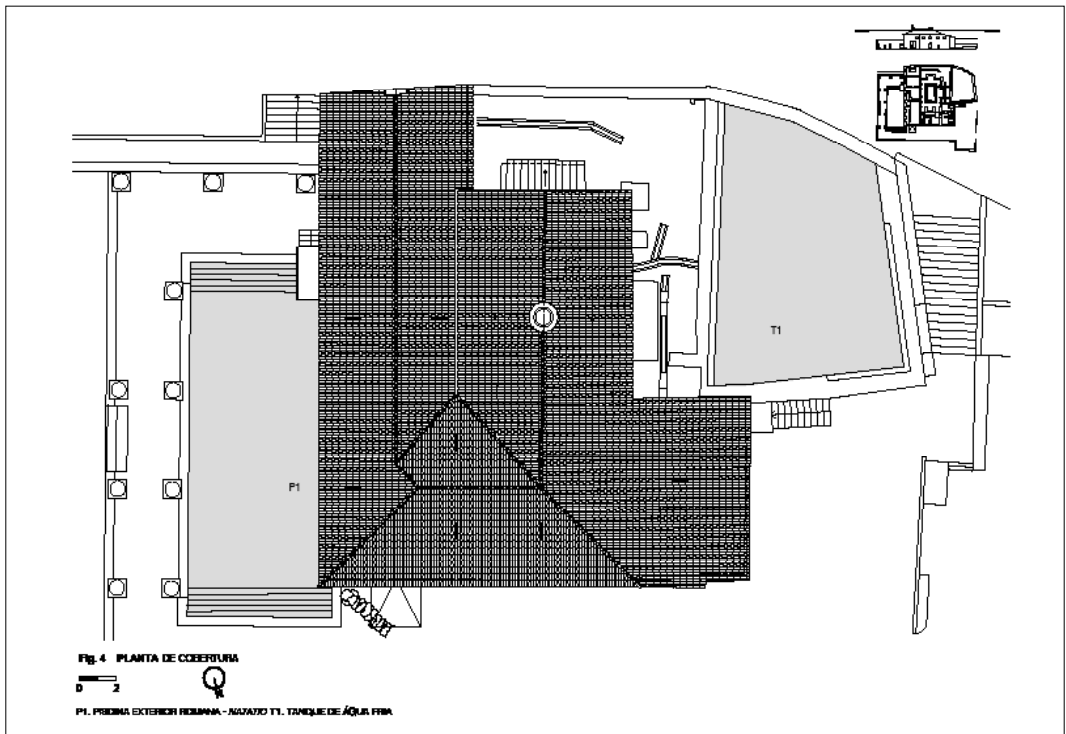 T1
P1
Fig. 4 PLANTA DE COBERTURA
0 2
N
P1. PISCINA EXTERIOR ROMANA - NATATIO T1. TANQUE DE ÁGUA FRIA